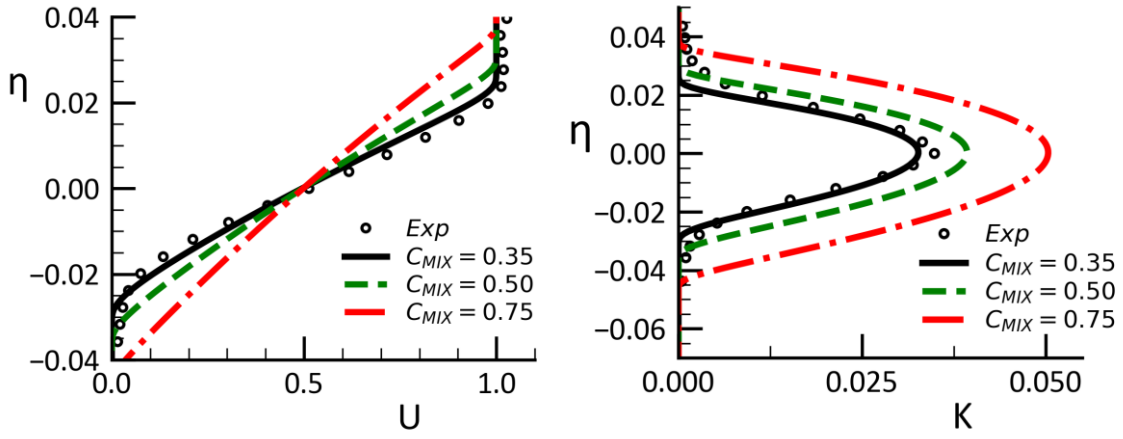 0.04
η
0.02
0.00
−0.02
−0.04
Exp
C_MIX = 0.35
C_MIX = 0.50
C_MIX = 0.75
0.0 0.5 1.0
U
0.04
0.02
η
0.00
−0.02
−0.04
−0.06
Exp
C_MIX = 0.35
C_MIX = 0.50
C_MIX = 0.75
0.000 0.025 0.050
K